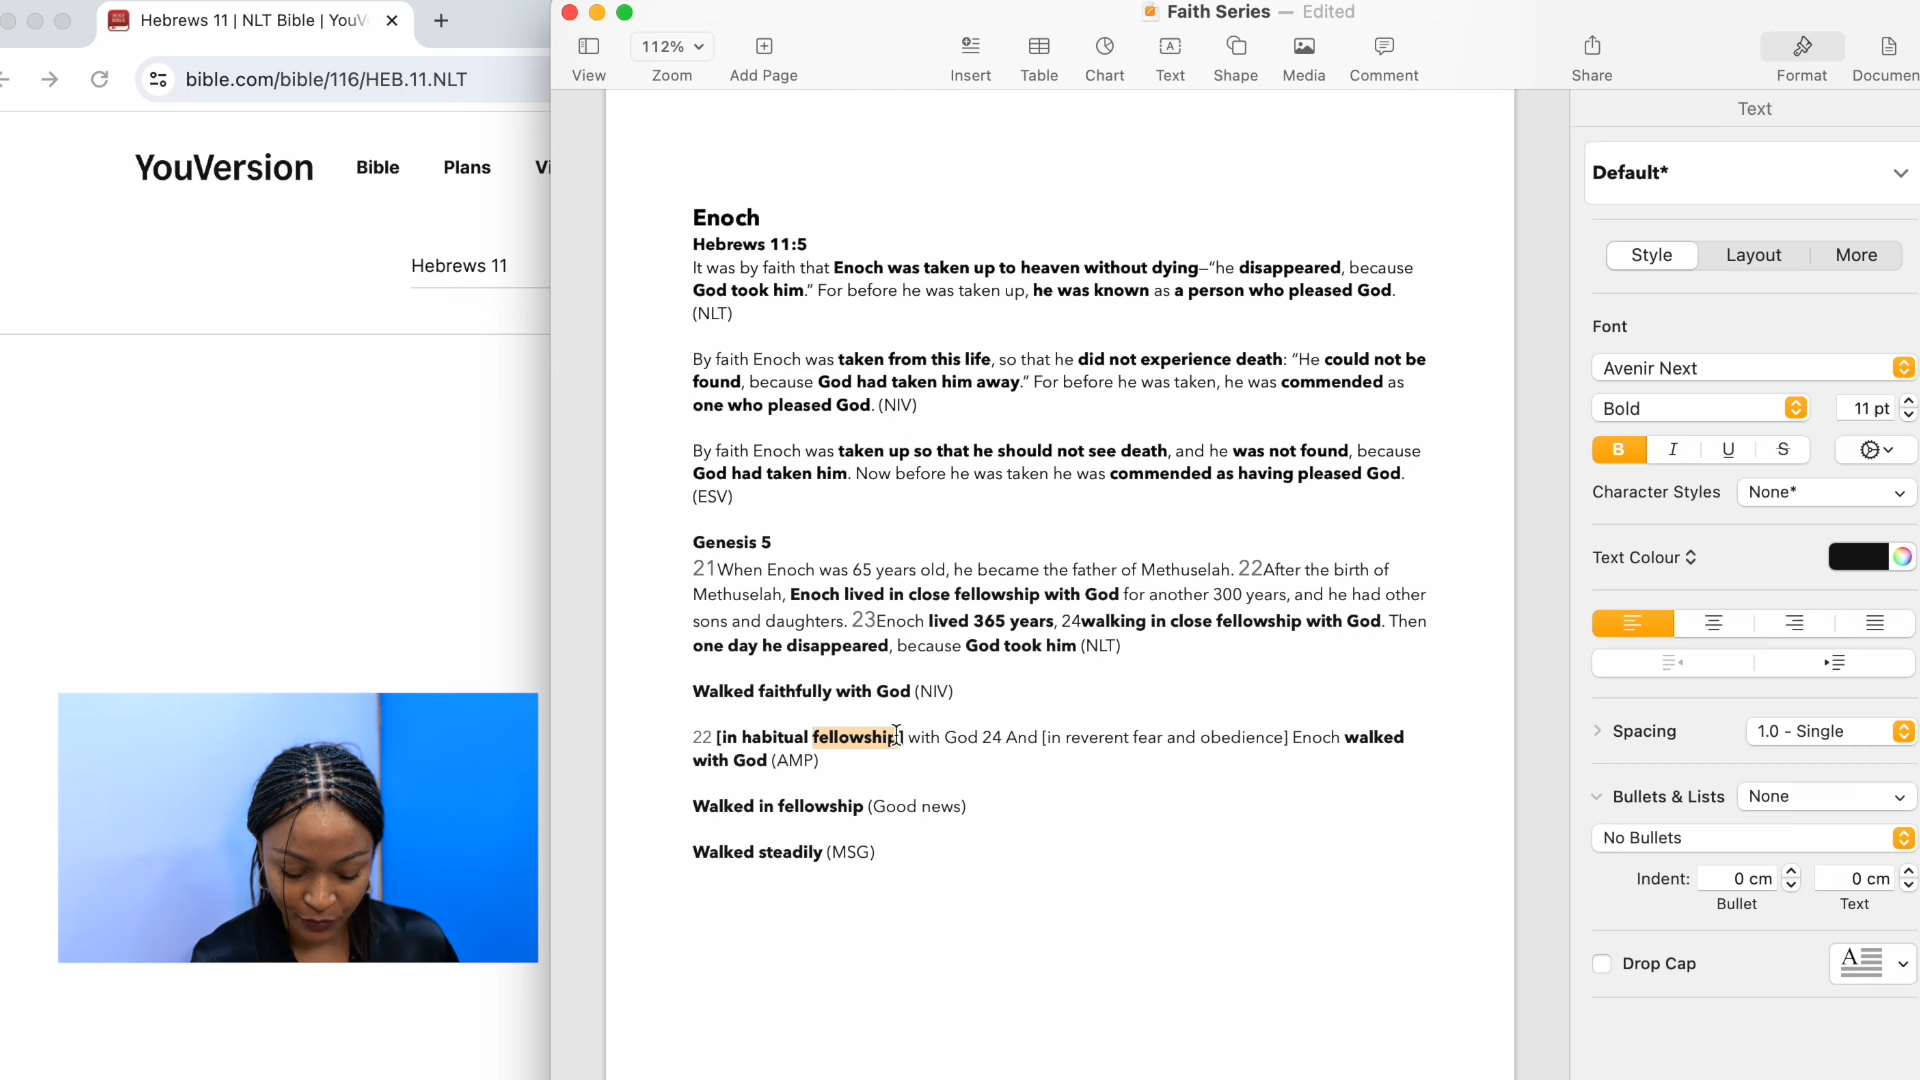 Hebrews 11 | NLT Bible | YouV
bible.com/bible/116/HEB.11.NLT
YouVersion
Bible
Plans
Vi
Hebrews 11
Faith Series — Edited
112%
View
Zoom
Add Page
Insert
Table
Chart
Text
Shape
Media
Comment
Share
Format
Documen
Enoch
Hebrews 11:5
It was by faith that Enoch was taken up to heaven without dying—“he disappeared, because
God took him.” For before he was taken up, he was known as a person who pleased God.
(NLT)
By faith Enoch was taken from this life, so that he did not experience death: “He could not be
found, because God had taken him away.” For before he was taken, he was commended as
one who pleased God. (NIV)
By faith Enoch was taken up so that he should not see death, and he was not found, because
God had taken him. Now before he was taken he was commended as having pleased God.
(ESV)
Genesis 5
21When Enoch was 65 years old, he became the father of Methuselah. 22After the birth of
Methuselah, Enoch lived in close fellowship with God for another 300 years, and he had other
sons and daughters. 23Enoch lived 365 years, 24walking in close fellowship with God. Then
one day he disappeared, because God took him (NLT)
Walked faithfully with God (NIV)
22 [in habitual fellowship] with God 24 And [in reverent fear and obedience] Enoch walked
with God (AMP)
Walked in fellowship (Good news)
Walked steadily (MSG)
Text
Default*
Style
Layout
More
Font
Avenir Next
Bold
11 pt
B I U S
Character Styles
None*
Text Colour
Spacing
1.0 - Single
Bullets & Lists
None
No Bullets
Indent:
0 cm
0 cm
Bullet
Text
Drop Cap
A